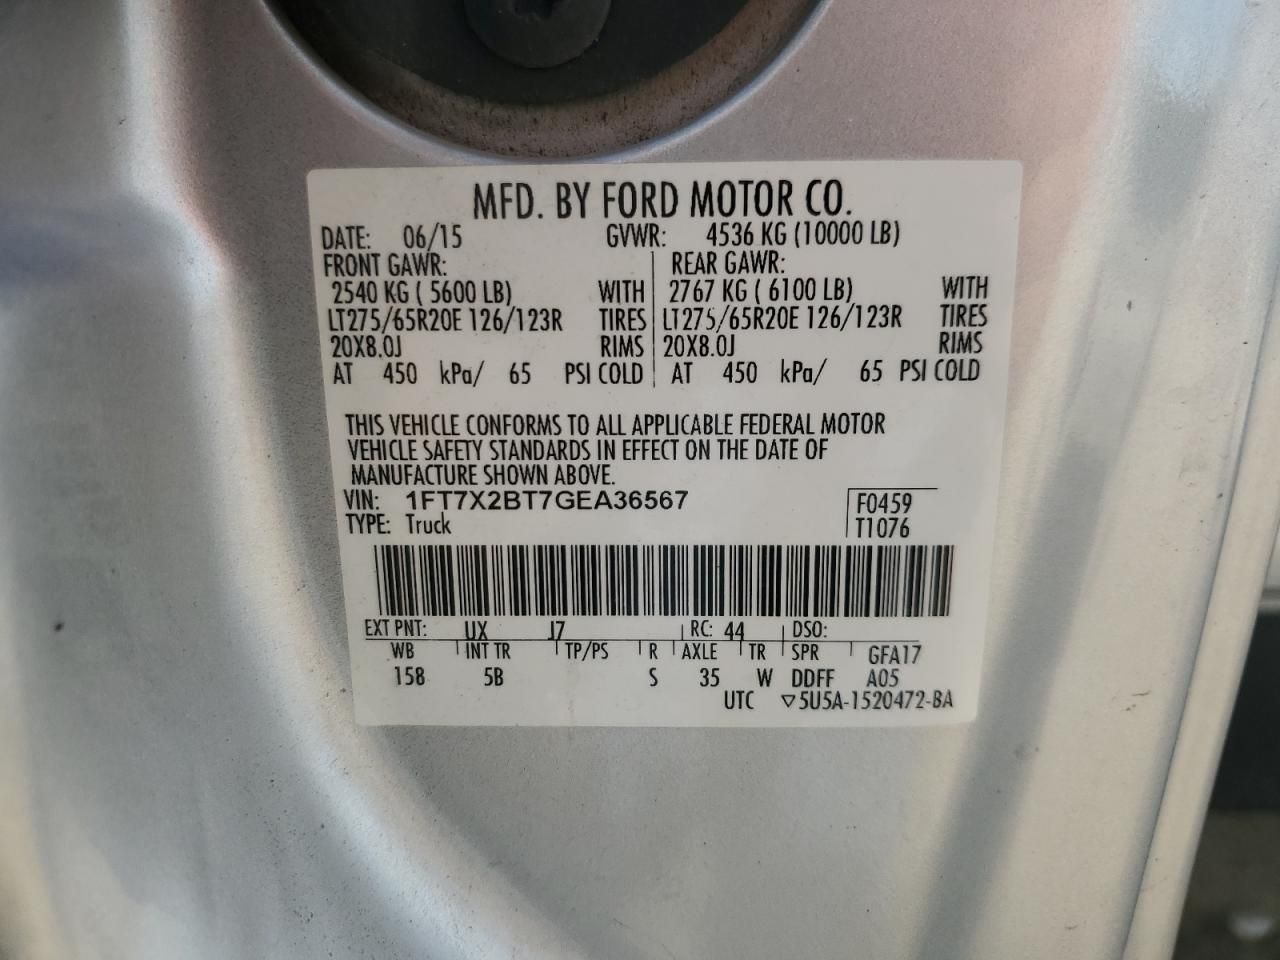 MFD. BY FORD MOTOR CO.
DATE: 06/15 GVWR: 4536 KG (10000 LB)
FRONT GAWR: REAR GAWR:
2540 KG ( 5600 LB) WITH 2767 KG ( 6100 LB) WITH
LT275/65R20E 126/123R TIRES LT275/65R20E 126/123R TIRES
20X8.0J RIMS 20X8.0J RIMS
AT 450 kPa/ 65 PSI COLD AT 450 kPa/ 65 PSI COLD
THIS VEHICLE CONFORMS TO ALL APPLICABLE FEDERAL MOTOR
VEHICLE SAFETY STANDARDS IN EFFECT ON THE DATE OF
MANUFACTURE SHOWN ABOVE.
VIN: 1FT7X2BT7GEA36567 F0459
TYPE: Truck T1076
EXT PNT: UX J7 RC: 44 DSO:
WB INT TR TP/PS R AXLE TR SPR GFA17
158 5B S 35 W DDFF A05
UTC ▽5U5A-1520472-BA